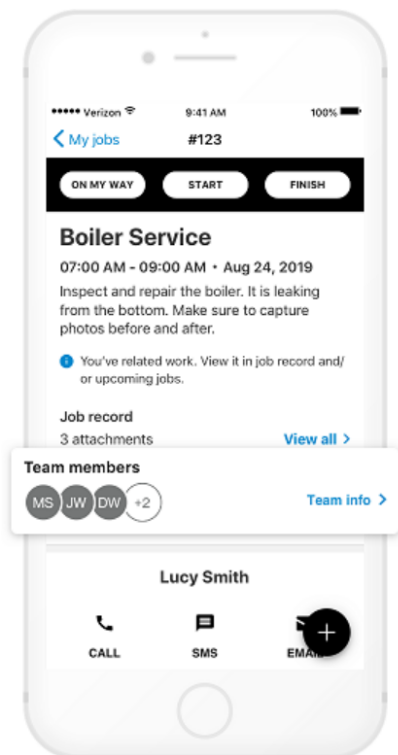 Verizon
9:41 AM
100%
My jobs
#123
ON MY WAY
START
FINISH
Boiler Service
07:00 AM - 09:00 AM • Aug 24, 2019
Inspect and repair the boiler. It is leaking
from the bottom. Make sure to capture
photos before and after.
You've related work. View it in job record and/
or upcoming jobs.
Job record
3 attachments
View all >
Team members
MS
JW
DW
+2
Team info >
Lucy Smith
CALL
SMS
EMAIL